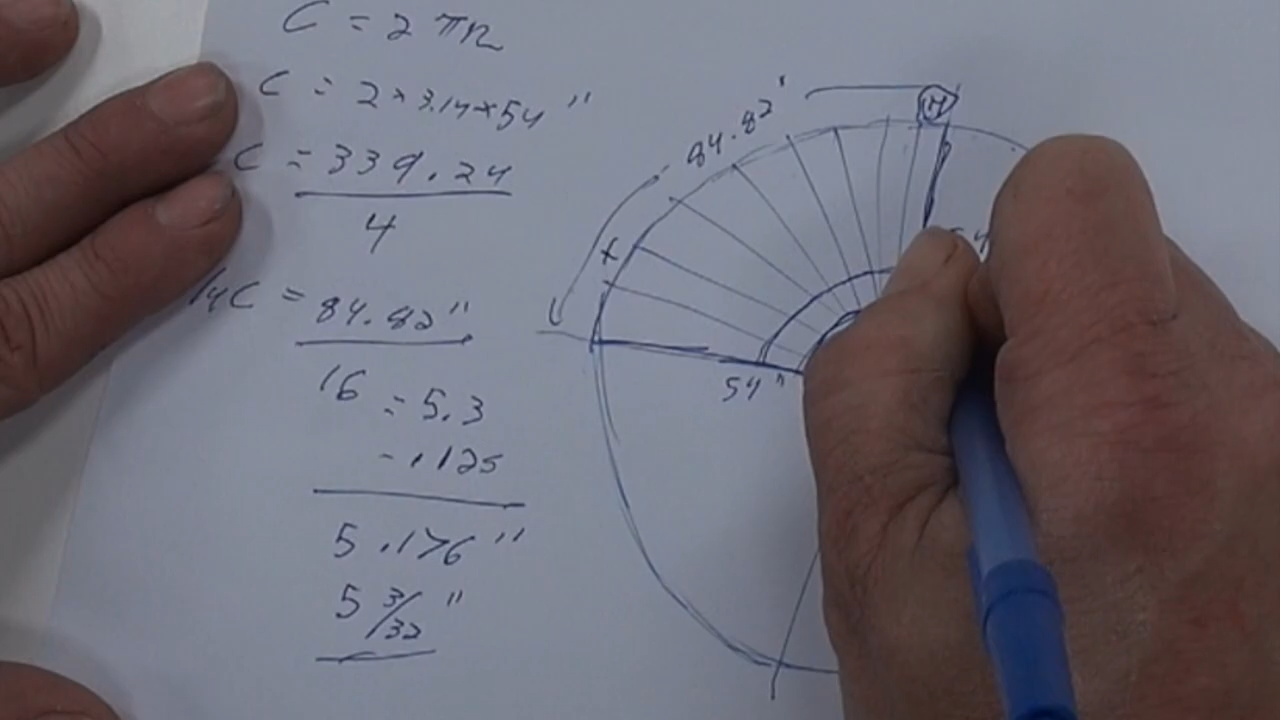 C = 2 πr
C = 2 × 3.14 × 54 "
C = 339.24
4
1/4C = 84.82"
16 = 5.3
- .125
5.176 "
5 3/32 "
84.82'
54 "